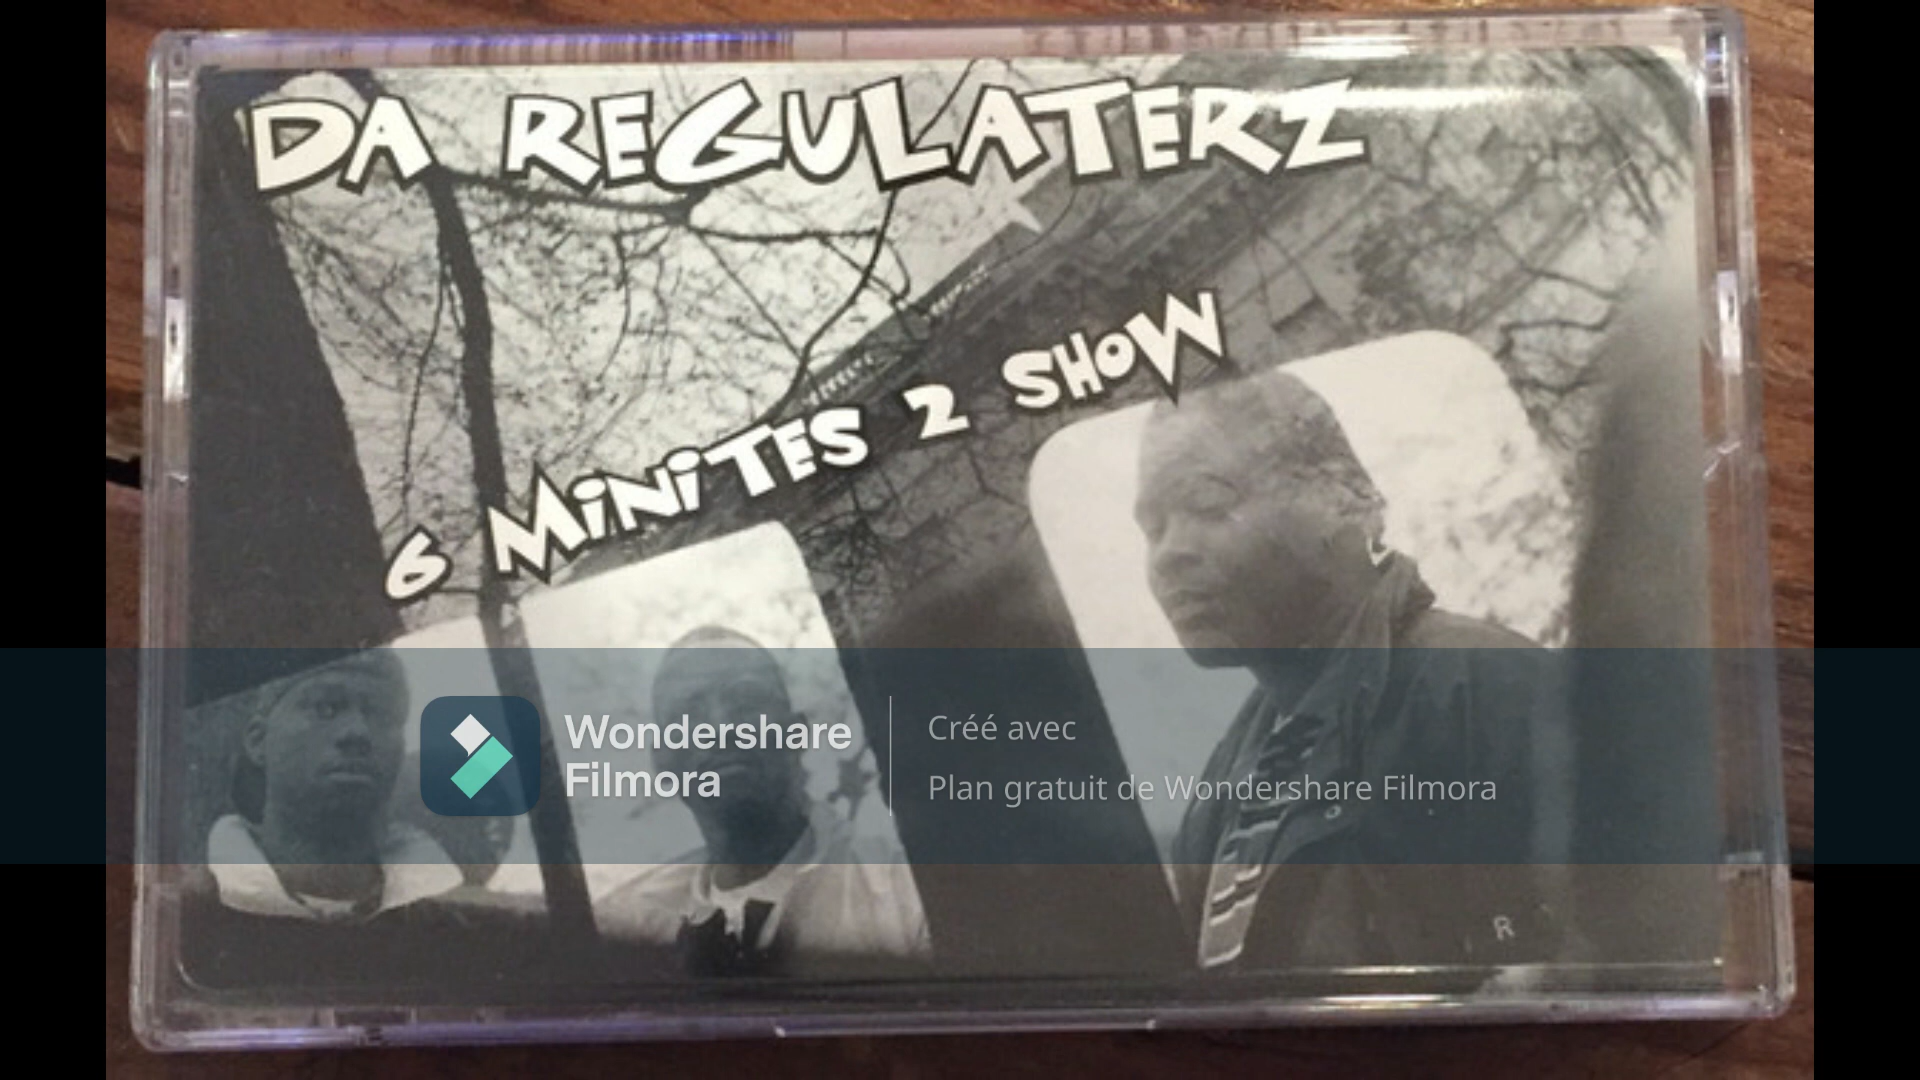 DA REGULATERZ
6 MiNiTES 2 SHOW
Wondershare
Filmora
Créé avec
Plan gratuit de Wondershare Filmora
R